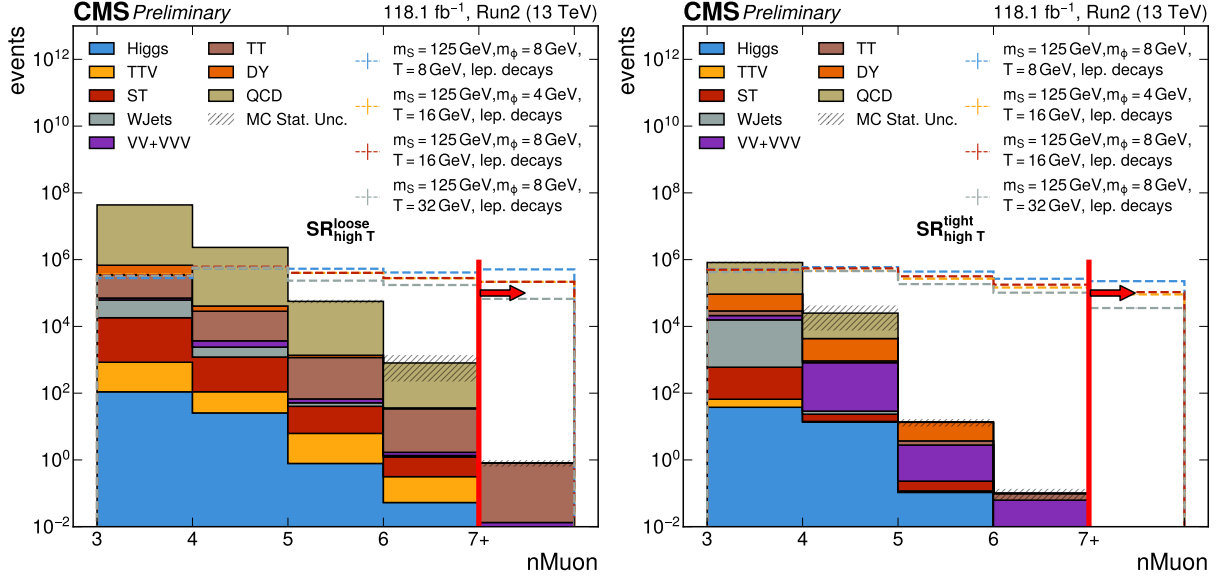 CMS Preliminary 118.1 fb⁻¹, Run2 (13 TeV)
events
10¹²
10¹⁰
10⁸
10⁶
10⁴
10²
10⁰
10⁻²
Higgs
TTV
ST
WJets
VV+VVV
TT
DY
QCD
MC Stat. Unc.
m_S = 125 GeV,m_ϕ = 8 GeV,
T = 8 GeV, lep. decays
m_S = 125 GeV,m_ϕ = 4 GeV,
T = 16 GeV, lep. decays
m_S = 125 GeV,m_ϕ = 8 GeV,
T = 16 GeV, lep. decays
m_S = 125 GeV,m_ϕ = 8 GeV,
T = 32 GeV, lep. decays
SR^loose_high T
3 4 5 6 7+
nMuon
CMS Preliminary 118.1 fb⁻¹, Run2 (13 TeV)
events
10¹²
10¹⁰
10⁸
10⁶
10⁴
10²
10⁰
10⁻²
Higgs
TTV
ST
WJets
VV+VVV
TT
DY
QCD
MC Stat. Unc.
m_S = 125 GeV,m_ϕ = 8 GeV,
T = 8 GeV, lep. decays
m_S = 125 GeV,m_ϕ = 4 GeV,
T = 16 GeV, lep. decays
m_S = 125 GeV,m_ϕ = 8 GeV,
T = 16 GeV, lep. decays
m_S = 125 GeV,m_ϕ = 8 GeV,
T = 32 GeV, lep. decays
SR^tight_high T
3 4 5 6 7+
nMuon